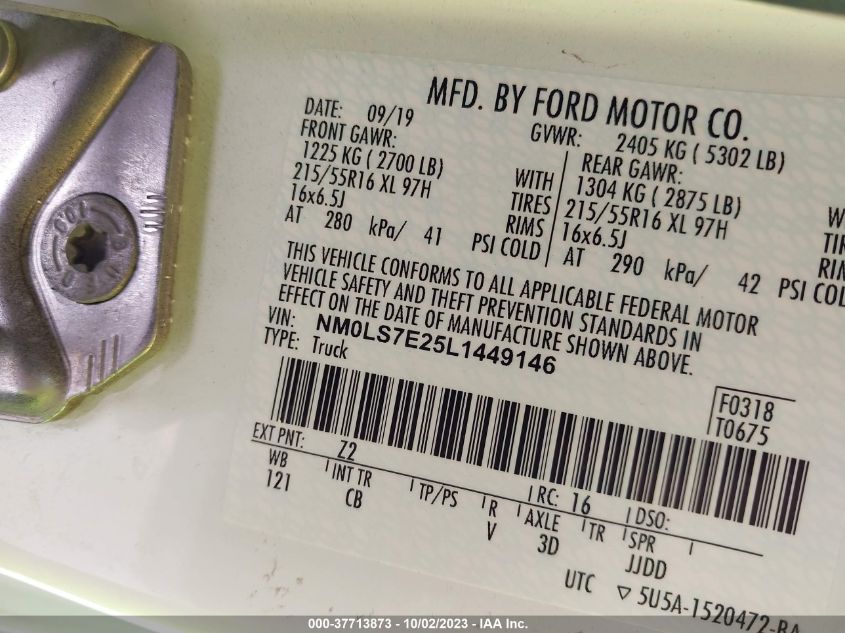 MFD. BY FORD MOTOR CO.
DATE: 09/19 GVWR: 2405 KG ( 5302 LB)
FRONT GAWR: REAR GAWR:
1225 KG ( 2700 LB) WITH 1304 KG ( 2875 LB)
215/55R16 XL 97H TIRES 215/55R16 XL 97H
16x6.5J RIMS 16x6.5J
AT 280 kPa/ 41 PSI COLD AT 290 kPa/ 42 PSI COL
THIS VEHICLE CONFORMS TO ALL APPLICABLE FEDERAL MOTOR
VEHICLE SAFETY AND THEFT PREVENTION STANDARDS IN
EFFECT ON THE DATE OF MANUFACTURE SHOWN ABOVE.
VIN: NM0LS7E25L1449146
TYPE: Truck
F0318
T0675
EXT PNT: Z2 RC: 16 DSO:
WB INT TR TP/PS R AXLE TR SPR
121 CB V 3D JJDD
UTC ▽ 5U5A-1520472-BA
000-37713873 - 10/02/2023 - IAA Inc.